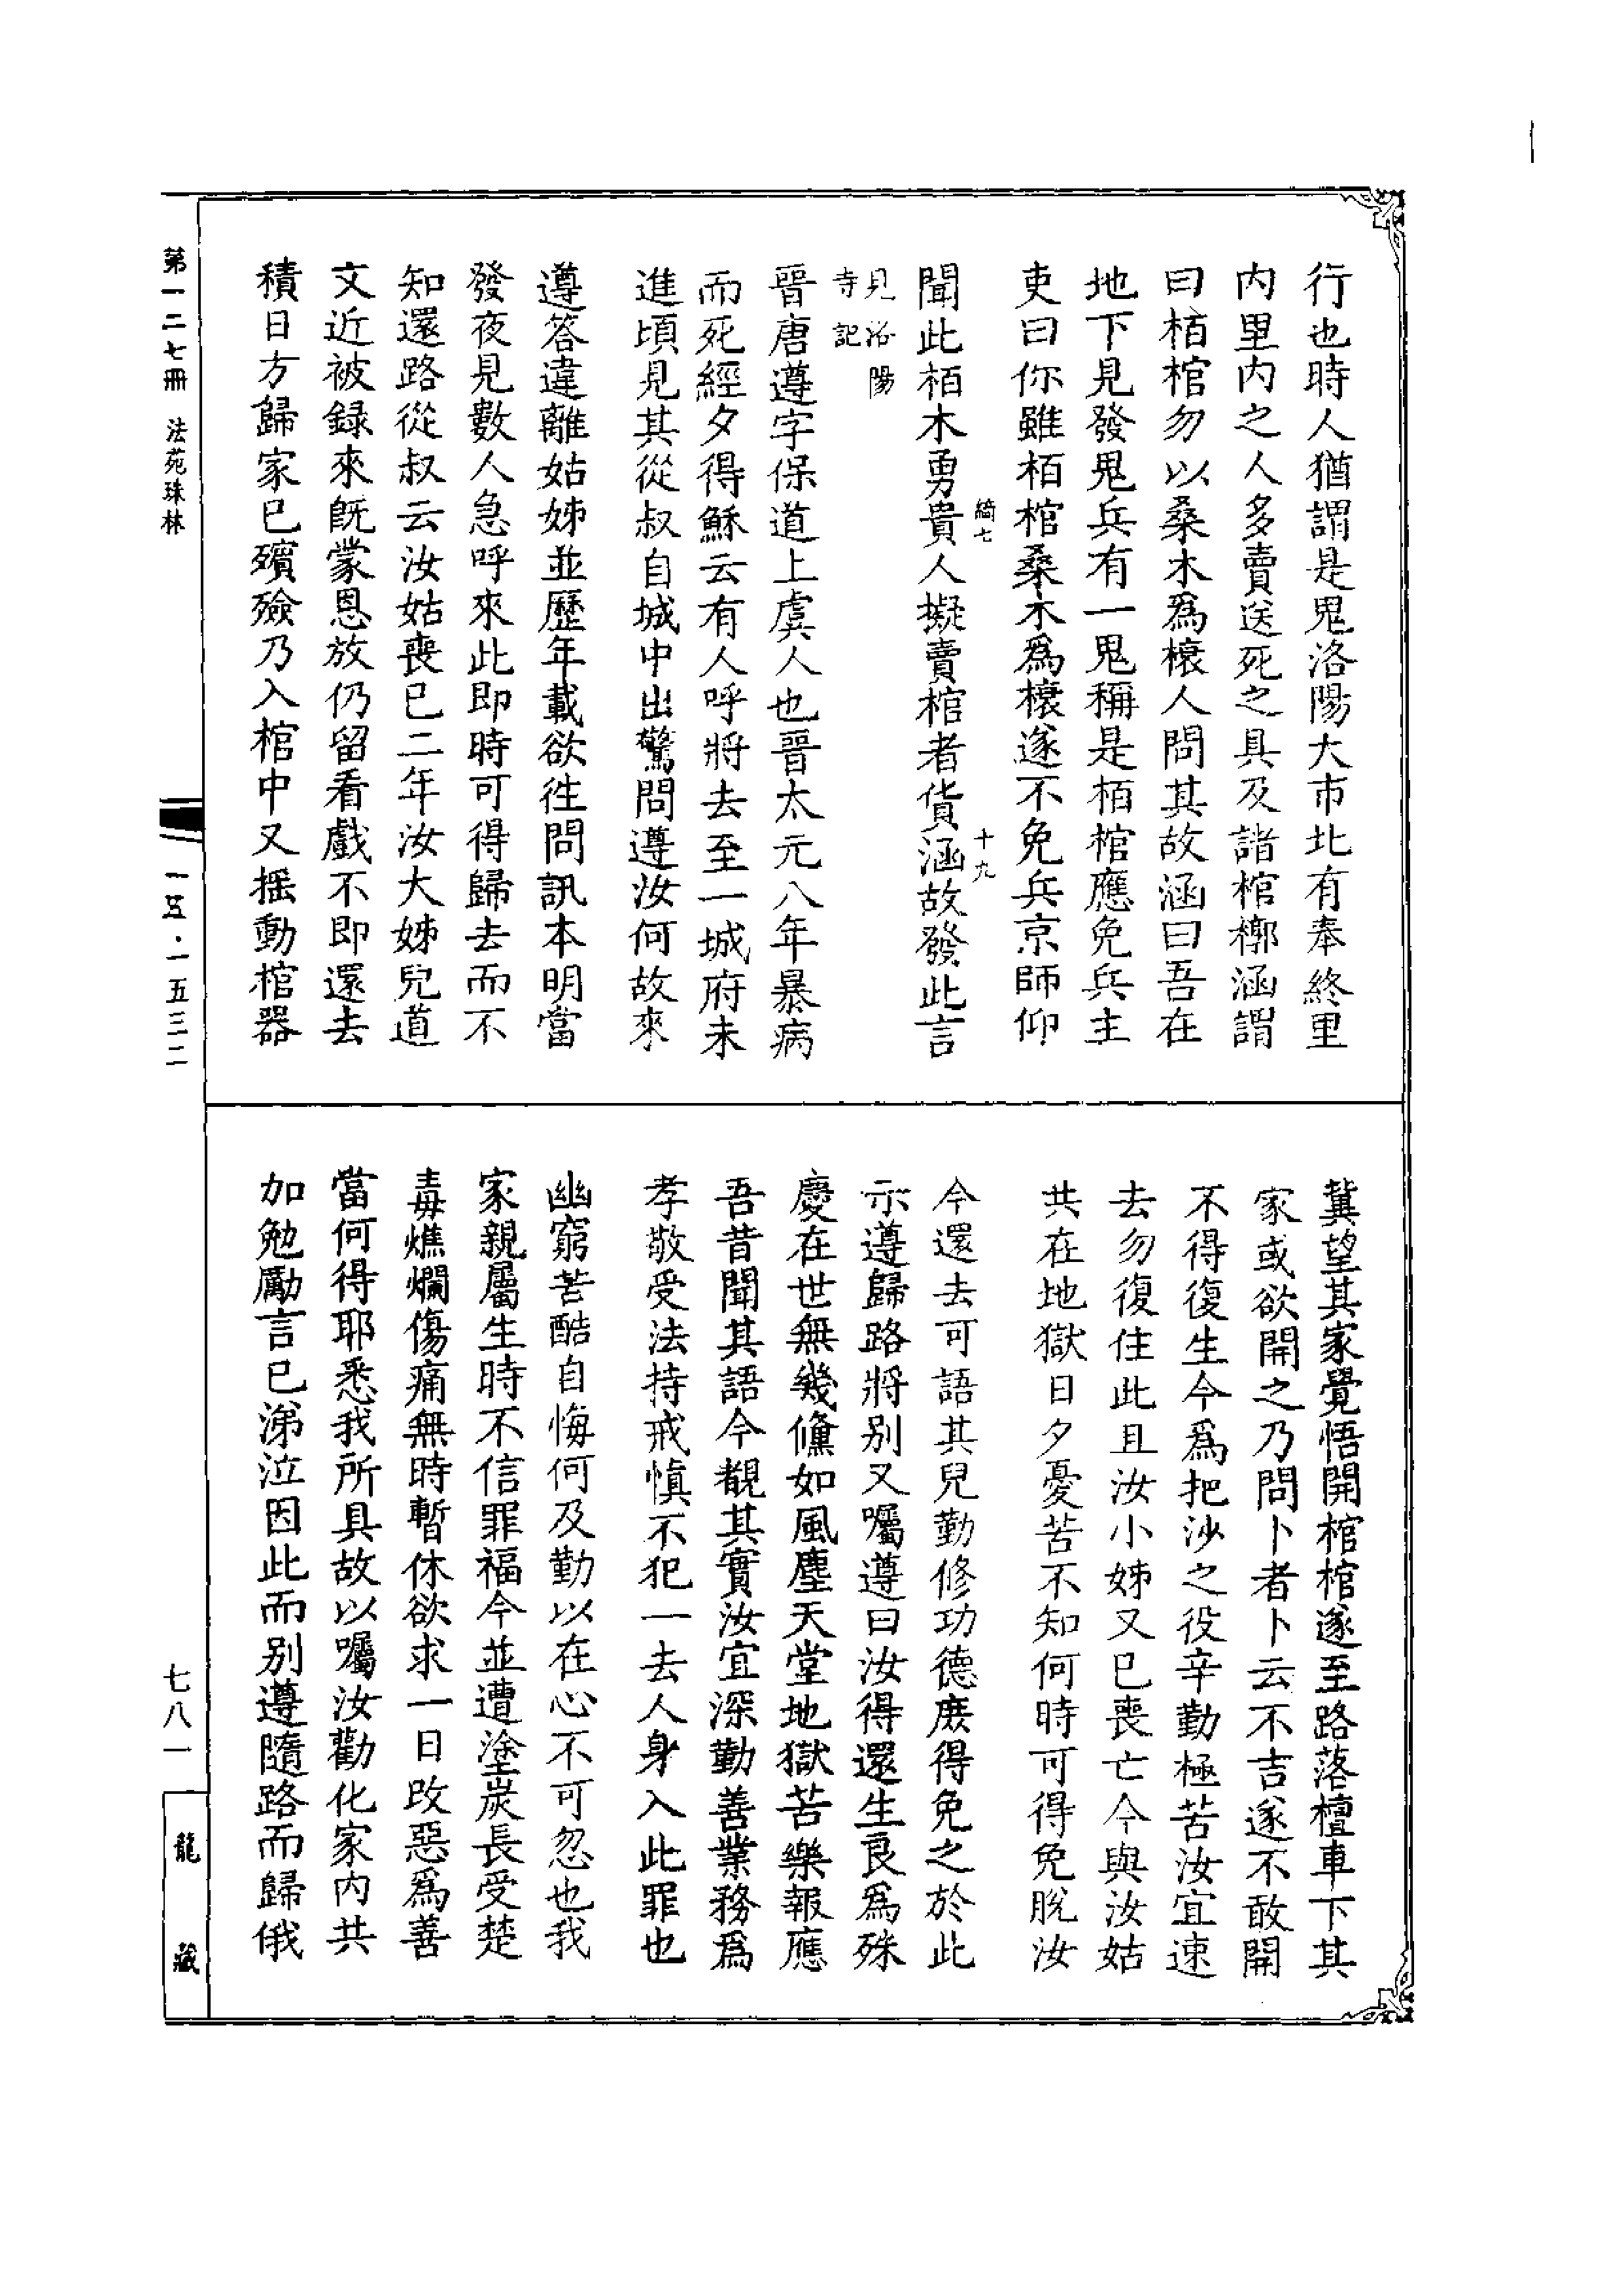 行也時人猶謂是鬼洛陽大市北有奉終里
内里内之人多賣送死之具及諸棺槨涵謂
曰栢棺勿以桑木爲欀人問其故涵曰吾在
地下見發鬼兵有一鬼稱是栢棺應免兵主
吏曰你雖栢棺桑木爲欀遂不免兵京師仰
綺七 十九
聞此栢木勇貴人擬賣棺者貨涵故發此言
見洛陽
寺記
晉唐遵字保道上虞人也晉太元八年暴病
而死經夕得穌云有人呼將去至一城府未
進頃見其從叔自城中出驚問遵汝何故來
遵答違離姑姊並歷年載欲往問訊本明當
發夜見數人急呼來此即時可得歸去而不
知還路從叔云汝姑喪已二年汝大姊兒道
文近被録來旣蒙恩放仍留看戲不即還去
積日方歸家已殯殮乃入棺中又搖動棺器
冀望其家覺悟開棺棺遂至路落檀車下其
家或欲開之乃問卜者卜云不吉遂不敢開
不得復生今爲把沙之役辛勤極苦汝宜速
去勿復住此且汝小姊又已喪亡今與汝姑
共在地獄日夕憂苦不知何時可得免脫汝
今還去可語其兒勤修功德庶得免之於此
示遵歸路將别又囑遵曰汝得還生良爲殊
慶在世無幾儵如風塵天堂地獄苦樂報應
吾昔聞其語今覩其實汝宜深勤善業務爲
孝敬受法持戒慎不犯一去人身入此罪也
幽窮苦酷自悔何及勤以在心不可忽也我
家親屬生時不信罪福今並遭塗炭長受楚
毒燋爛傷痛無時暫休欲求一日改惡爲善
當何得耶悉我所具故以囑汝勸化家内共
加勉勵言已涕泣因此而别遵隨路而歸俄
第一二七冊 法苑珠林
一五·一五三二
七八一
龍藏